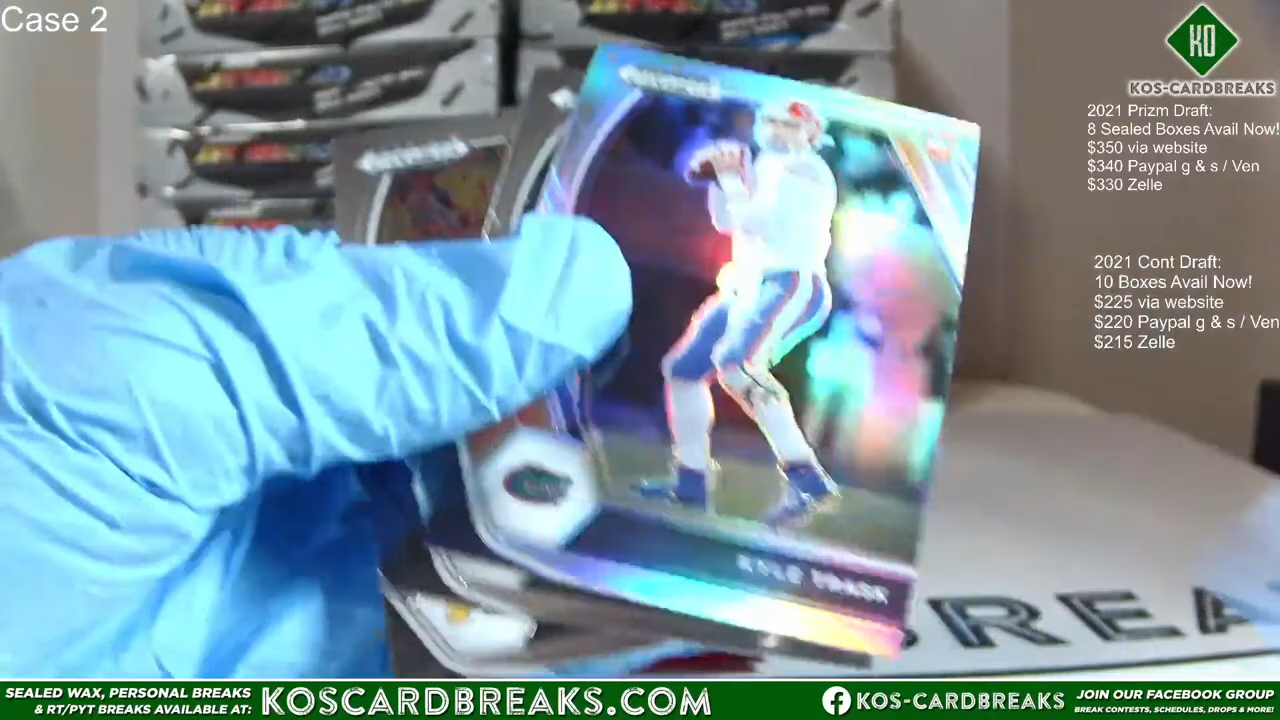 Case 2
KO
KOS-CARDBREAKS
2021 Prizm Draft:
8 Sealed Boxes Avail Now!
$350 via website
$340 Paypal g & s / Ven
$330 Zelle
2021 Cont Draft:
10 Boxes Avail Now!
$225 via website
$220 Paypal g & s / Ven
$215 Zelle
KYLE TRASK
BREA
SEALED WAX, PERSONAL BREAKS
& RT/PYT BREAKS AVAILABLE AT:
KOSCARDBREAKS.COM
KOS-CARDBREAKS
JOIN OUR FACEBOOK GROUP
BREAK CONTESTS, SCHEDULES, DROPS & MORE!